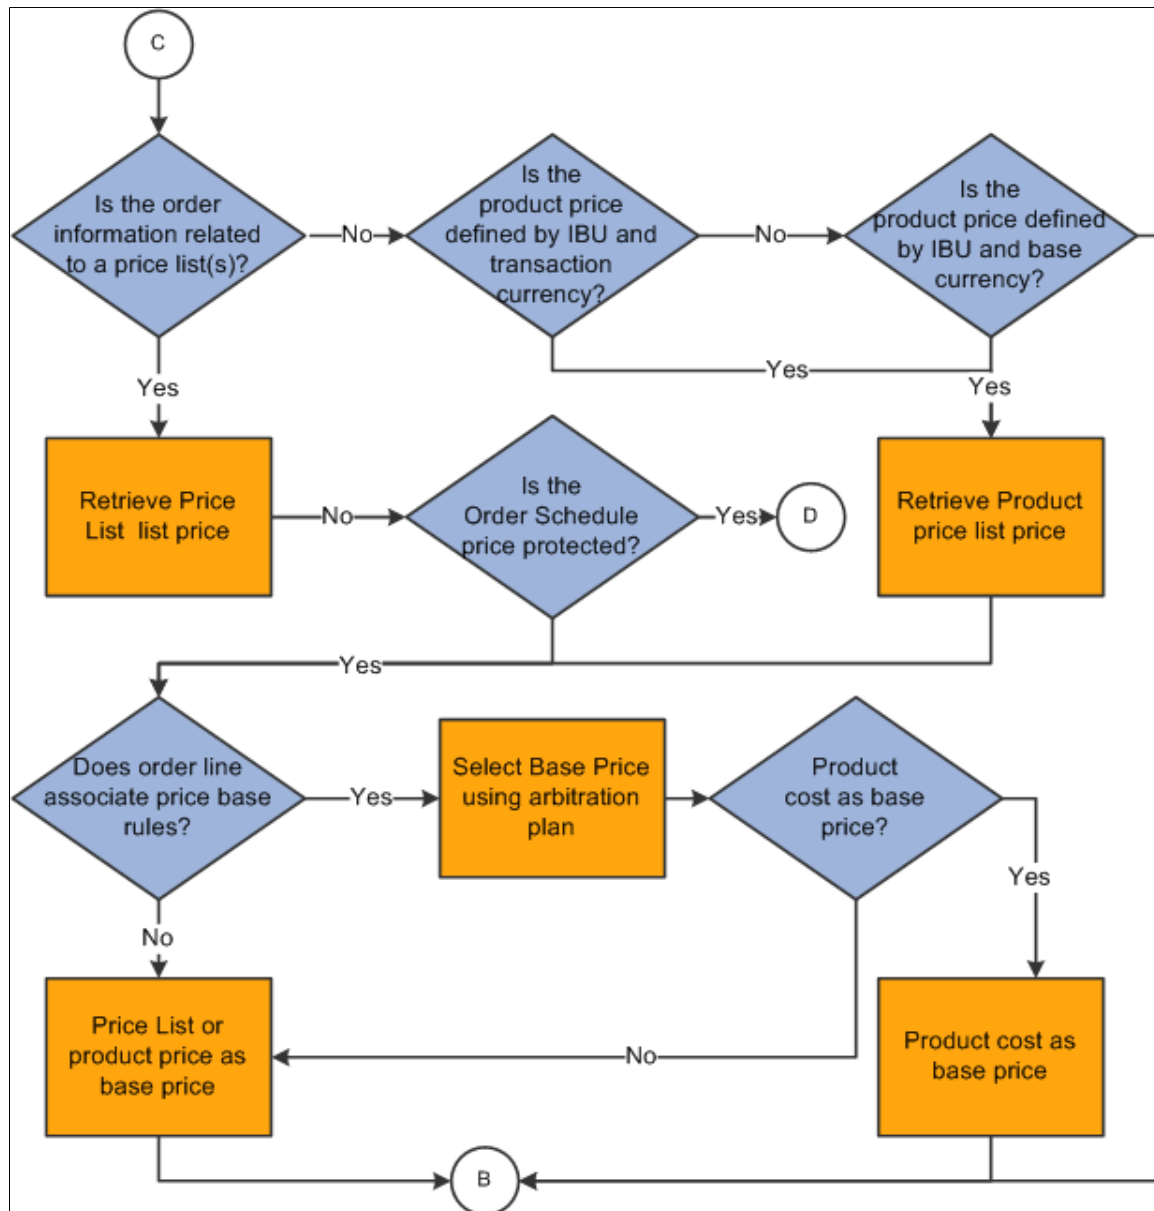 C
Is the order
information related
to a price list(s)?
No
Is the
product price
defined by IBU and
transaction
currency?
No
Is the
product price defined
by IBU and base
currency?
Yes
Yes
Yes
Retrieve Price
List list price
No
Is the
Order Schedule
price protected?
Yes
D
Retrieve Product
price list price
Yes
Does order line
associate price base
rules?
Yes
Select Base Price
using arbitration
plan
Product
cost as base
price?
Yes
No
Price List or
product price as
base price
No
Product cost as
base price
B